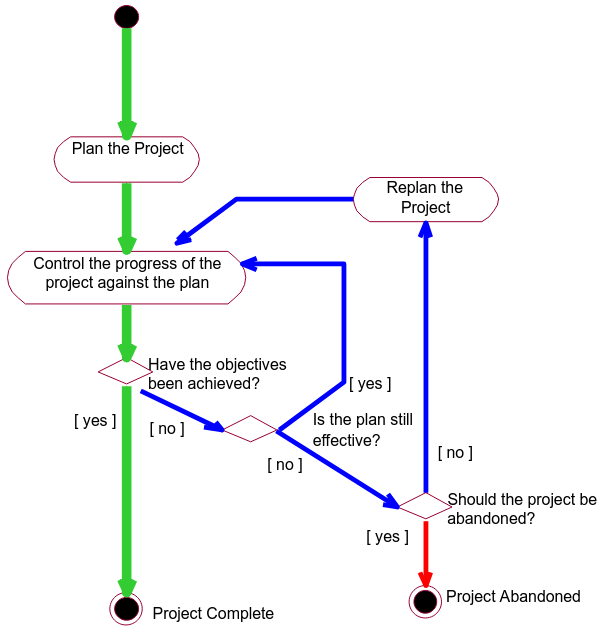 Plan the Project
Replan the
Project
Control the progress of the
project against the plan
Have the objectives
been achieved?
[ yes ]
[ yes ]
[ no ]
Is the plan still
effective?
[ no ]
[ no ]
Should the project be
abandoned?
[ yes ]
Project Abandoned
Project Complete